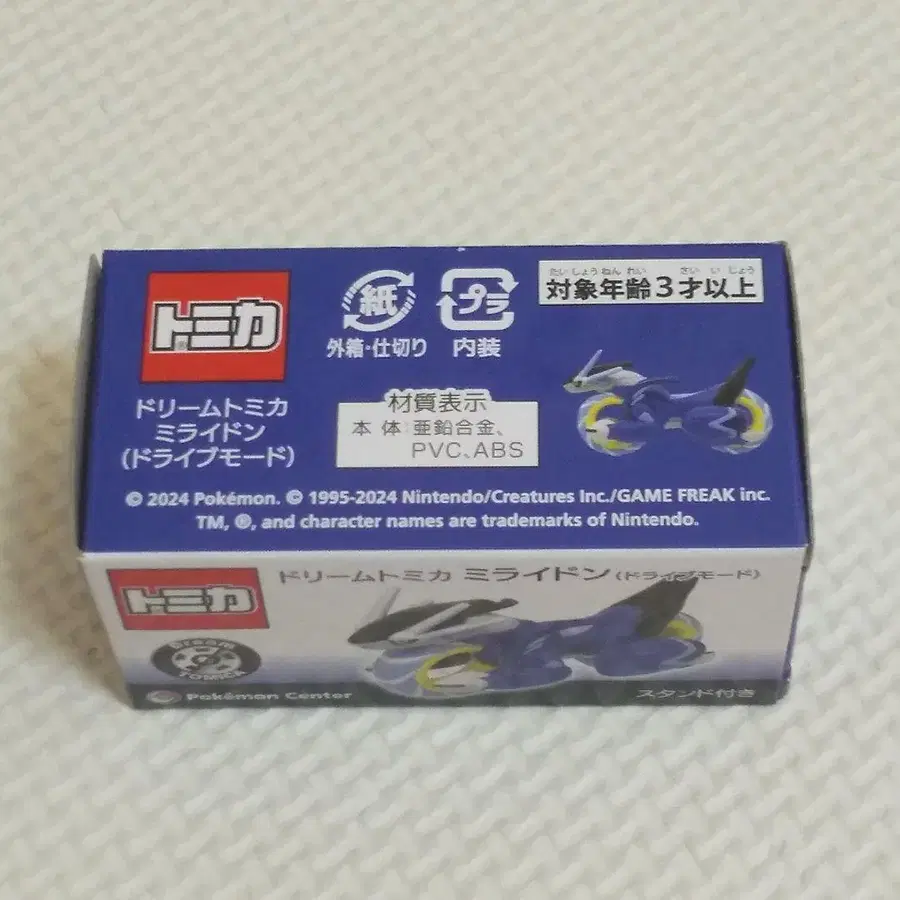 トミカ
ドリームトミカ
ミライドン
(ドライブモード)
紙
外箱・仕切り
プラ
内装
たいしょうねんれい さいいじょう
対象年齢3才以上
材質表示
本体:亜鉛合金、
PVC、ABS
© 2024 Pokémon. © 1995-2024 Nintendo/Creatures Inc./GAME FREAK inc.
TM, ®, and character names are trademarks of Nintendo.
トミカ
ドリームトミカ ミライドン(ドライブモード)
Dream
TOMICA
Pokémon Center
スタンド付き